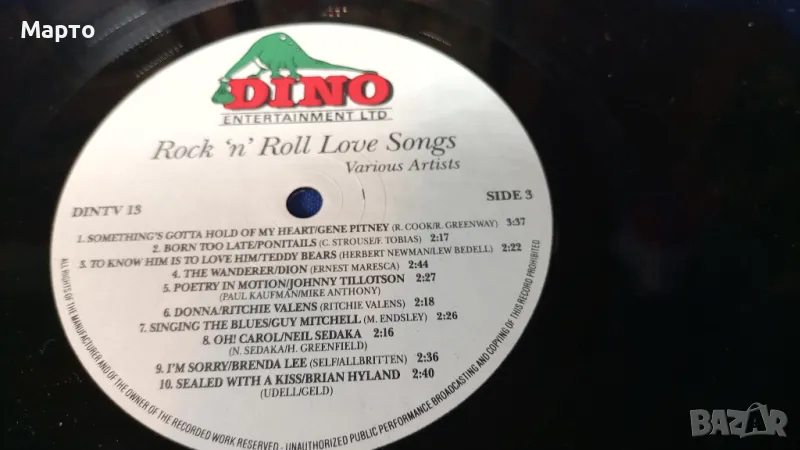 Марто
DINO
ENTERTAINMENT LTD
Rock 'n' Roll Love Songs
Various Artists
DINTV 13
SIDE 3
1. SOMETHING'S GOTTA HOLD OF MY HEART/GENE PITNEY (R. COOK/R. GREENWAY) 3:37
2. BORN TOO LATE/PONITAILS (C. STROUSE/F. TOBIAS) 2:17
3. TO KNOW HIM IS TO LOVE HIM/TEDDY BEARS (HERBERT NEWMAN/LEW BEDELL) 2:22
4. THE WANDERER/DION (ERNEST MARESCA) 2:44
5. POETRY IN MOTION/JOHNNY TILLOTSON 2:27
(PAUL KAUFMAN/MIKE ANTHONY)
6. DONNA/RITCHIE VALENS (RITCHIE VALENS) 2:18
7. SINGING THE BLUES/GUY MITCHELL (M. ENDSLEY) 2:26
8. OH! CAROL/NEIL SEDAKA 2:16
(N. SEDAKA/H. GREENFIELD)
9. I'M SORRY/BRENDA LEE (SELF/ALLBRITTEN) 2:36
10. SEALED WITH A KISS/BRIAN HYLAND 2:40
(UDELL/GELD)
ALL RIGHTS OF THE MANUFACTURER AND OF THE OWNER OF THE RECORDED WORK RESERVED - UNAUTHORIZED PUBLIC PERFORMANCE, BROADCASTING AND COPYING OF THIS RECORD PROHIBITED
BAZAR